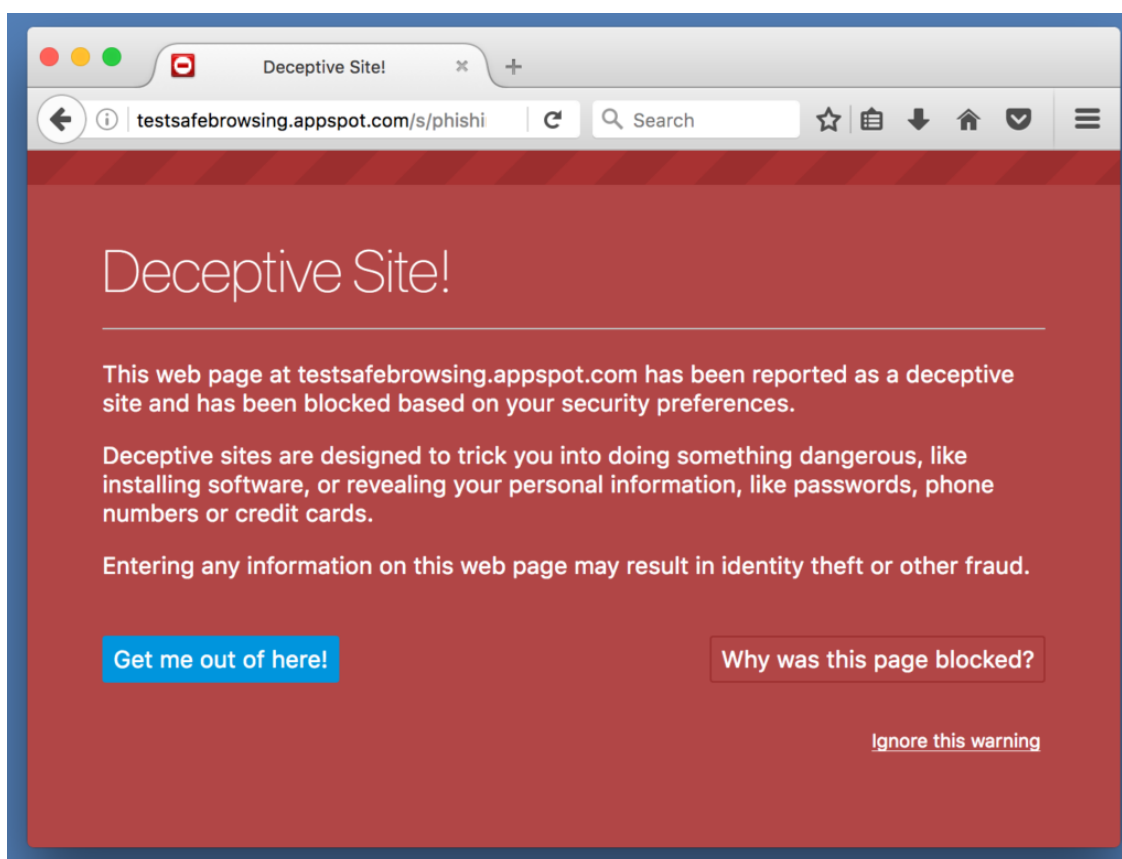 Deceptive Site!
testsafebrowsing.appspot.com/s/phishi
Search
Deceptive Site!
This web page at testsafebrowsing.appspot.com has been reported as a deceptive
site and has been blocked based on your security preferences.
Deceptive sites are designed to trick you into doing something dangerous, like
installing software, or revealing your personal information, like passwords, phone
numbers or credit cards.
Entering any information on this web page may result in identity theft or other fraud.
Get me out of here!
Why was this page blocked?
Ignore this warning